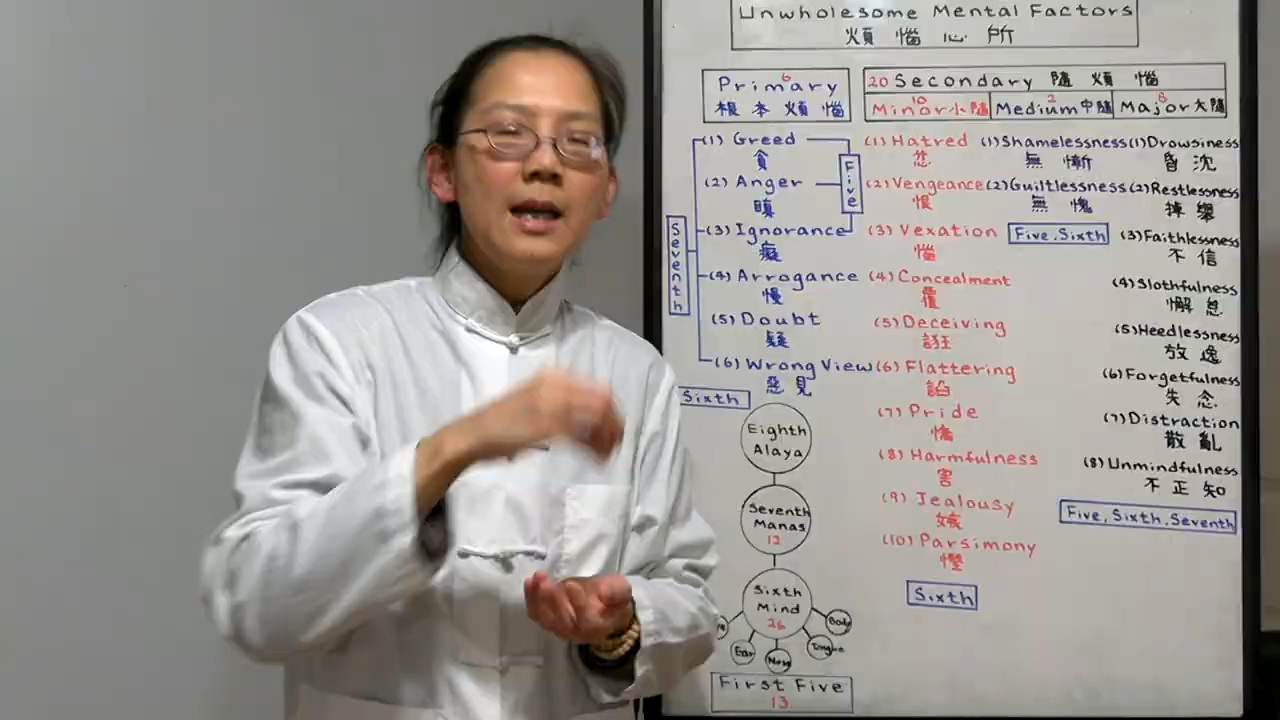 Unwholesome Mental Factors
煩 惱 心 所
6
Primary
根 本 煩 惱
20 Secondary 隨 煩 惱
10
Minor 小隨
2
Medium 中隨
8
Major 大隨
(1) Greed
貪
(2) Anger
瞋
(3) Ignorance
癡
(4) Arrogance
慢
(5) Doubt
疑
(6) Wrong View
惡 見
Five
Seventh
Sixth
(1) Hatred
忿
(2) Vengeance
恨
(3) Vexation
惱
(4) Concealment
覆
(5) Deceiving
誑
(6) Flattering
諂
(7) Pride
憍
(8) Harmfulness
害
(9) Jealousy
嫉
(10) Parsimony
慳
Sixth
(1) Shamelessness
無 慚
(2) Guiltlessness
無 愧
Five, Sixth
(1) Drowsiness
昏 沈
(2) Restlessness
掉 舉
(3) Faithlessness
不 信
(4) Slothfulness
懈 怠
(5) Heedlessness
放 逸
(6) Forgetfulness
失 念
(7) Distraction
散 亂
(8) Unmindfulness
不 正 知
Five, Sixth, Seventh
Eighth
Alaya
Seventh
Manas
12
Sixth
Mind
26
Ear
Nose
Tongue
Body
First Five
13